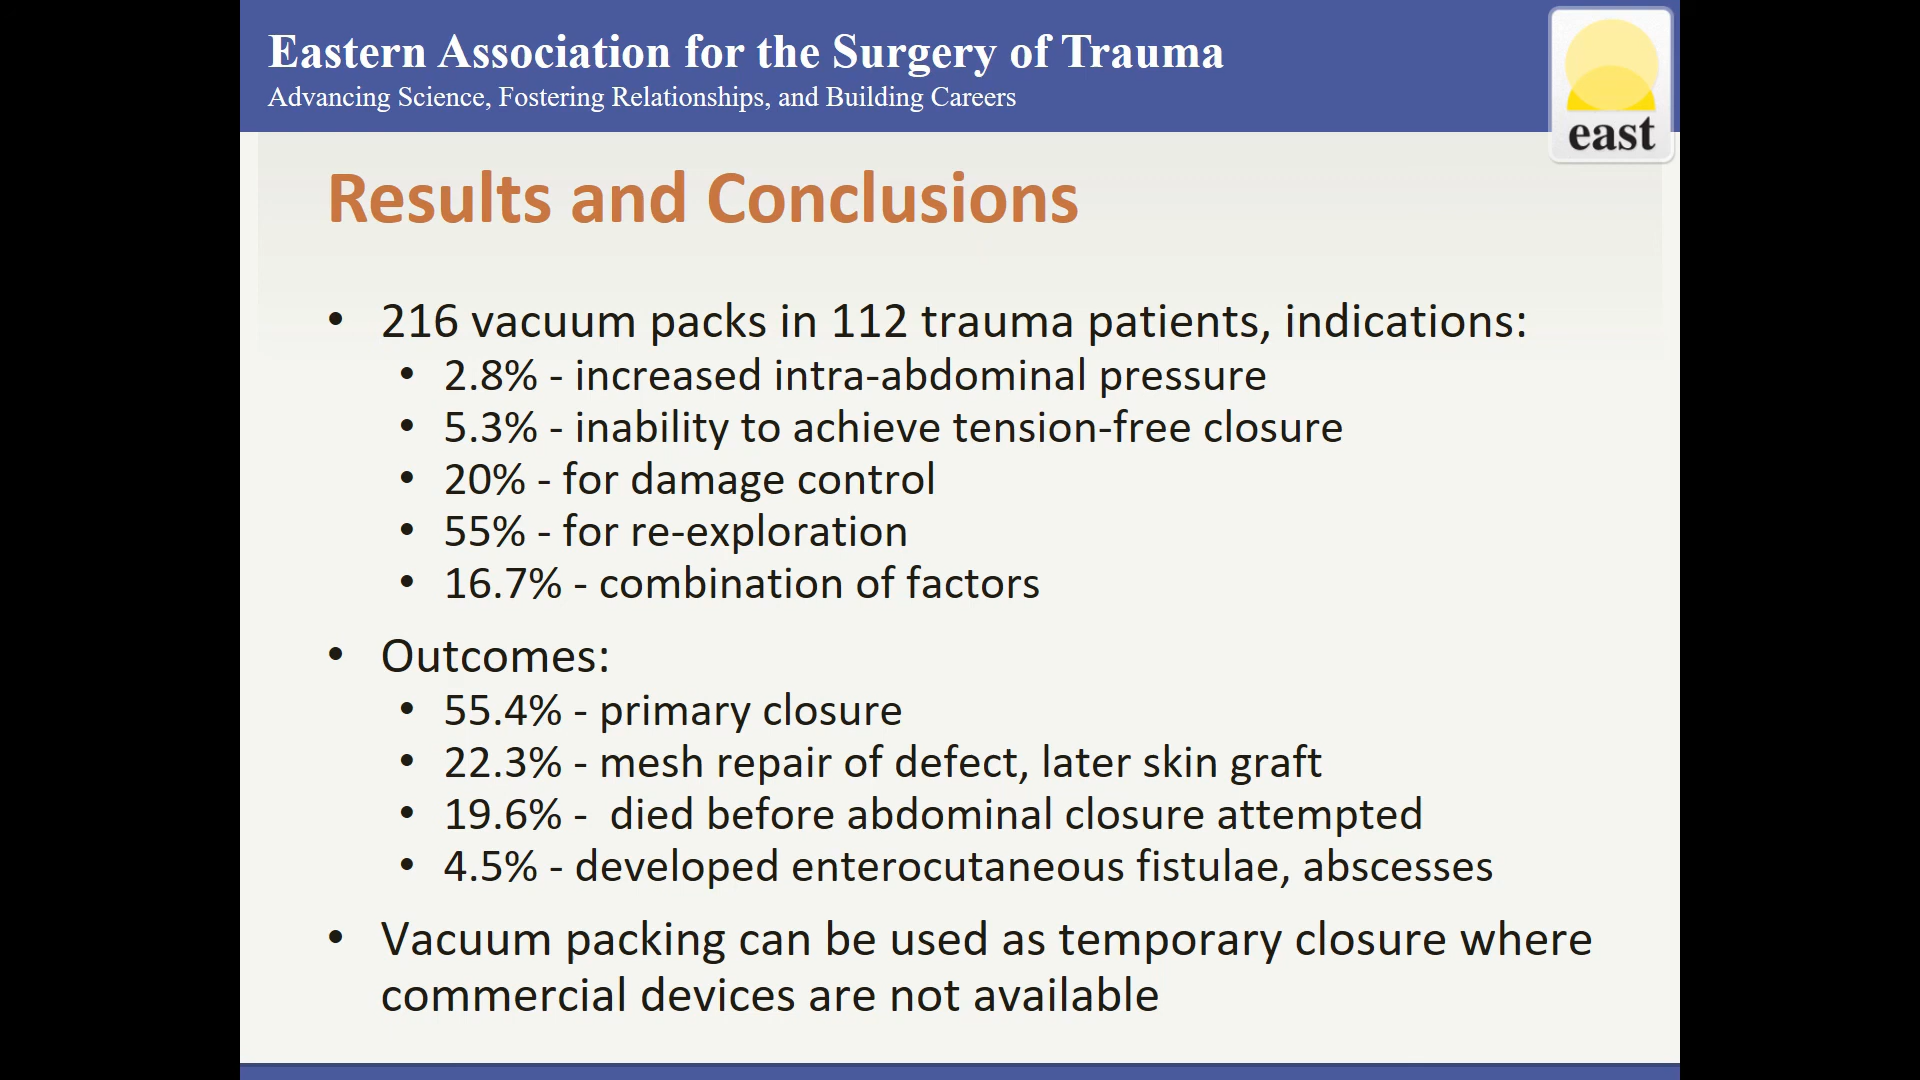 Eastern Association for the Surgery of Trauma
Advancing Science, Fostering Relationships, and Building Careers
east
Results and Conclusions
• 216 vacuum packs in 112 trauma patients, indications:
• 2.8% - increased intra-abdominal pressure
• 5.3% - inability to achieve tension-free closure
• 20% - for damage control
• 55% - for re-exploration
• 16.7% - combination of factors
• Outcomes:
• 55.4% - primary closure
• 22.3% - mesh repair of defect, later skin graft
• 19.6% -  died before abdominal closure attempted
• 4.5% - developed enterocutaneous fistulae, abscesses
• Vacuum packing can be used as temporary closure where
commercial devices are not available